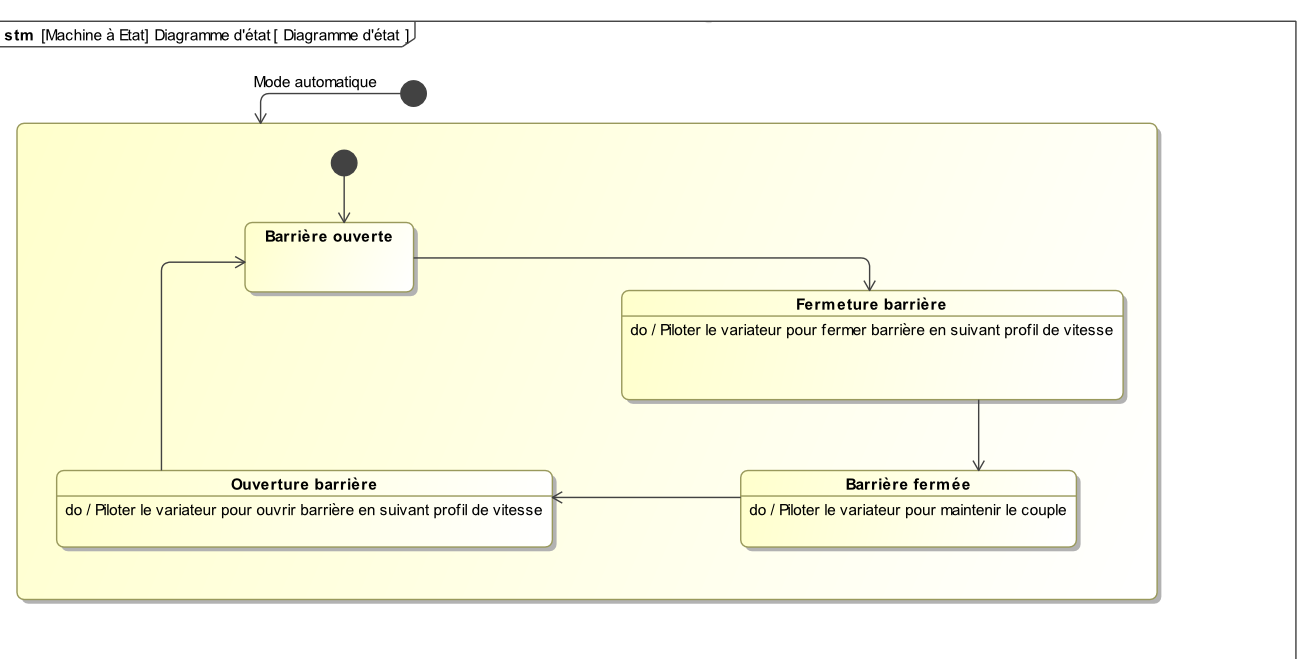 stm [Machine à Etat] Diagramme d'état [ Diagramme d'état ]
Mode automatique
Barrière ouverte
Fermeture barrière
do / Piloter le variateur pour fermer barrière en suivant profil de vitesse
Ouverture barrière
do / Piloter le variateur pour ouvrir barrière en suivant profil de vitesse
Barrière fermée
do / Piloter le variateur pour maintenir le couple